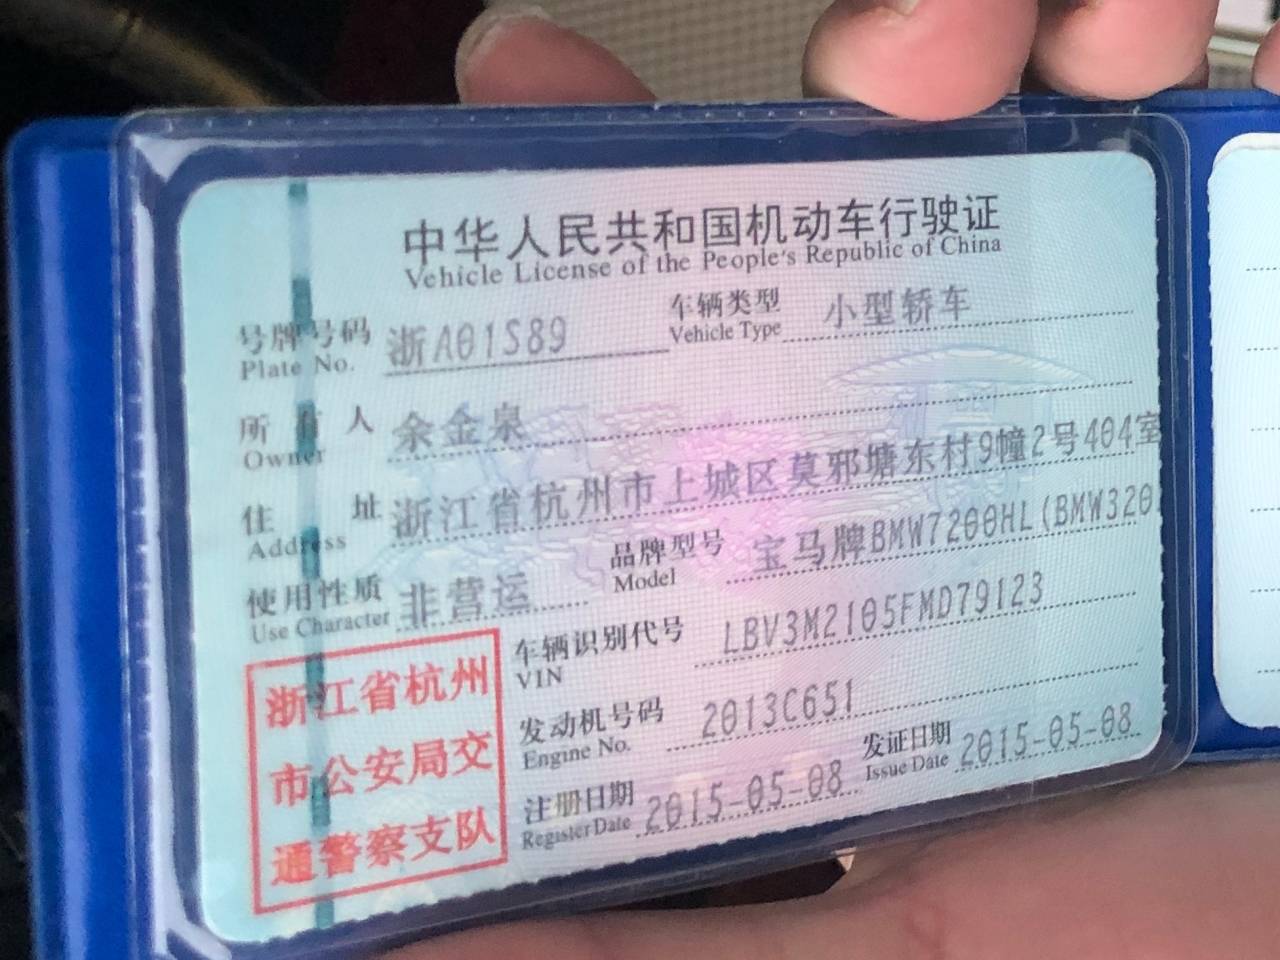 中华人民共和国机动车行驶证
Vehicle License of the People's Republic of China
号牌号码 浙A01S89 车辆类型 小型轿车
Plate No. Vehicle Type
所有人 余金泉
Owner
住址 浙江省杭州市上城区莫邪塘东村9幢2号404室
Address
使用性质 非营运 品牌型号 宝马牌BMW7200HL(BMW320
Use Character Model
车辆识别代号 LBV3M2105FMD79123
VIN
发动机号码 2013C651
Engine No.
注册日期 2015-05-08 发证日期 2015-05-08
Register Date Issue Date
浙江省杭州
市公安局交
通警察支队